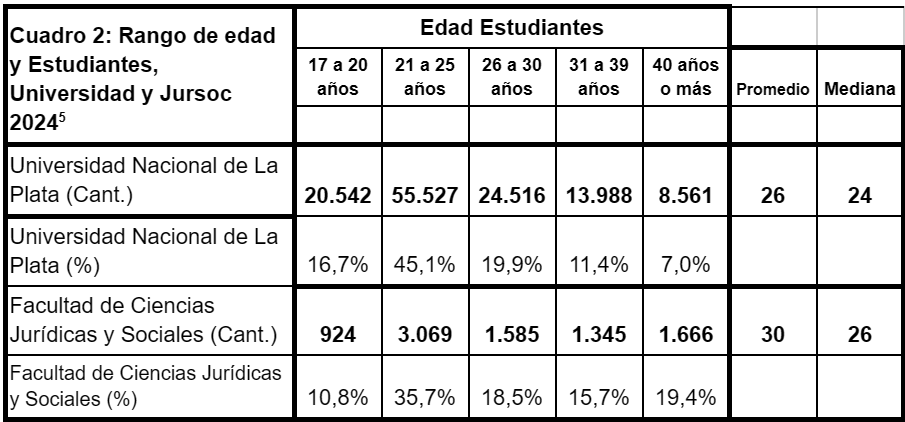 Cuadro 2: Rango de edad
y Estudiantes,
Universidad y Jursoc
2024⁵
Edad Estudiantes
17 a 20 años 21 a 25 años 26 a 30 años 31 a 39 años 40 años o más Promedio Mediana
Universidad Nacional de La
Plata (Cant.) 20.542 55.527 24.516 13.988 8.561 26 24
Universidad Nacional de La
Plata (%) 16,7% 45,1% 19,9% 11,4% 7,0%
Facultad de Ciencias
Jurídicas y Sociales (Cant.) 924 3.069 1.585 1.345 1.666 30 26
Facultad de Ciencias Jurídicas
y Sociales (%) 10,8% 35,7% 18,5% 15,7% 19,4%